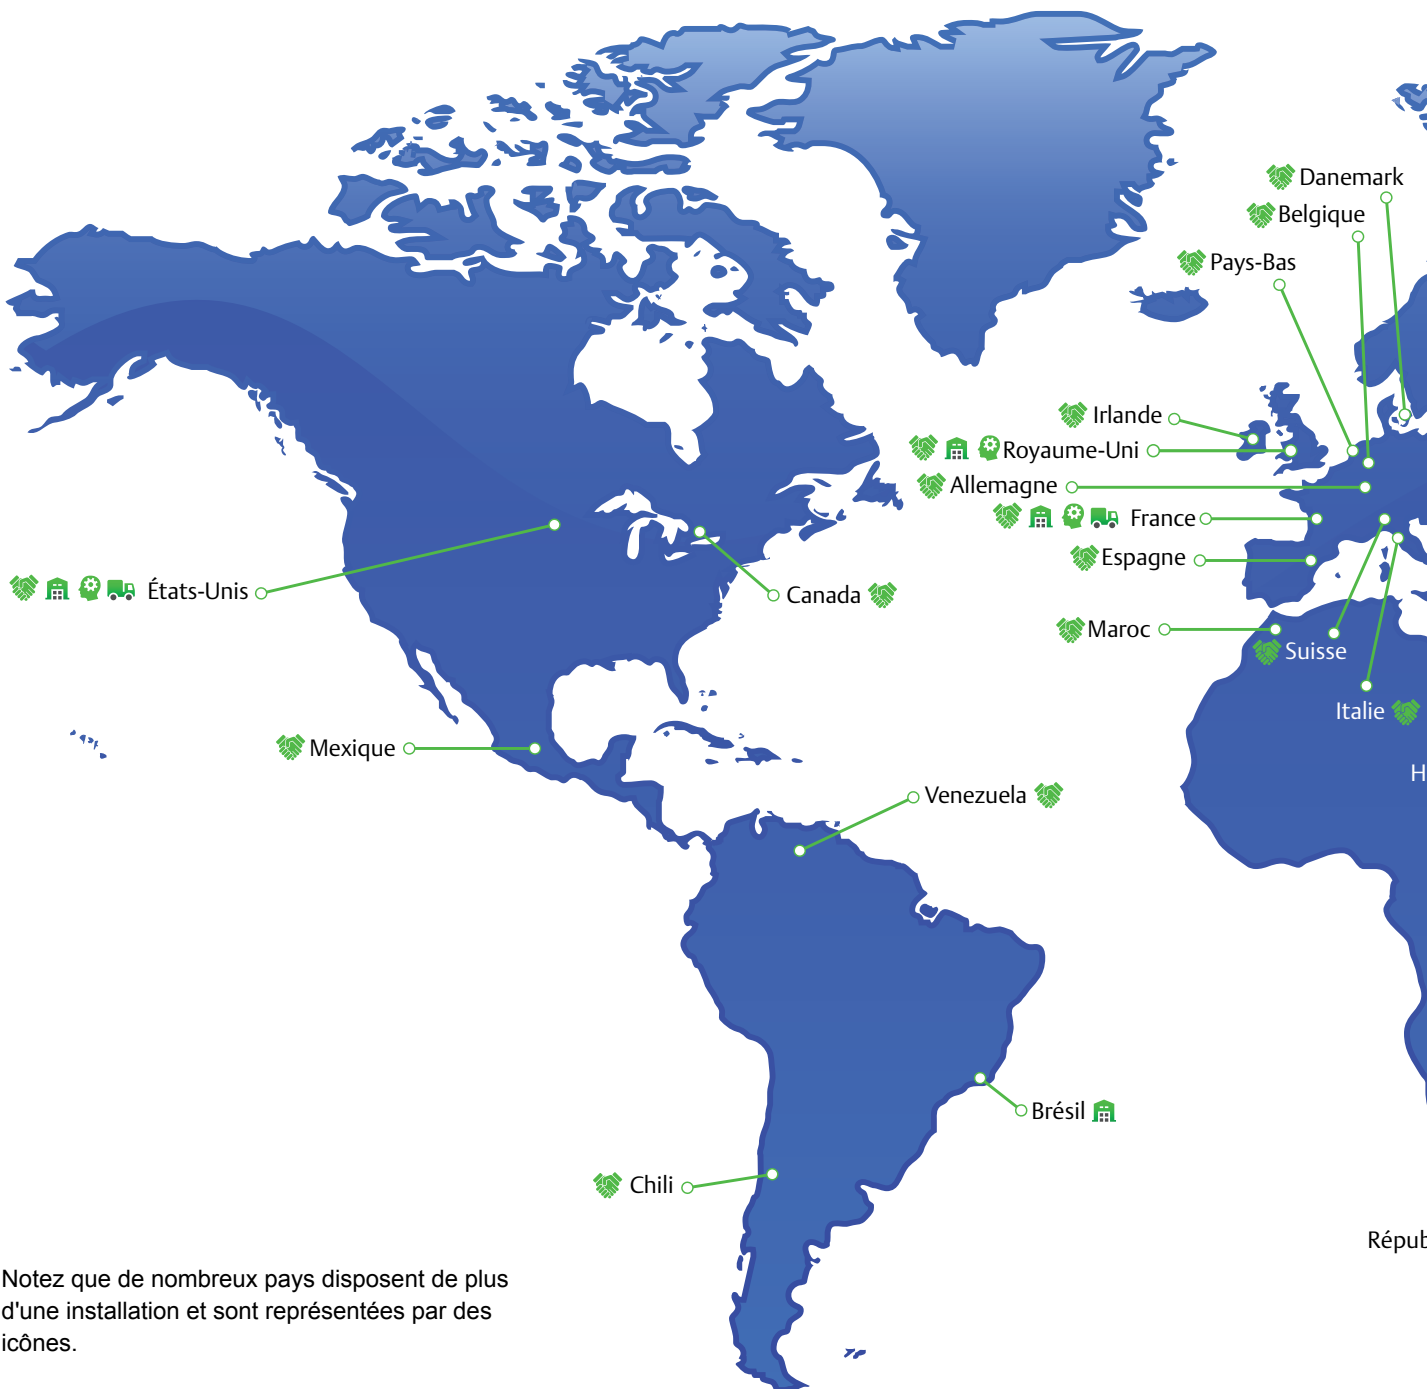 Danemark
Belgique
Pays-Bas
Irlande
Royaume-Uni
Allemagne
France
Espagne
États-Unis
Canada
Maroc
Suisse
Italie
Mexique
H
Venezuela
Brésil
Chili
Répub
Notez que de nombreux pays disposent de plus
d'une installation et sont représentées par des
icônes.